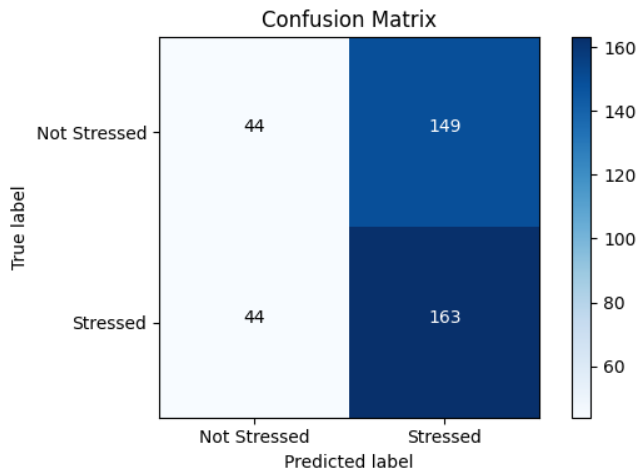 Confusion Matrix
True label
Not Stressed
44
149
Stressed
44
163
Not Stressed
Stressed
Predicted label
160
140
120
100
80
60